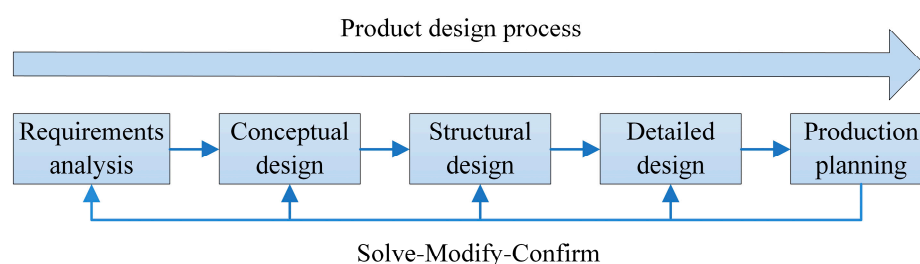 Product design process
Requirements
analysis
Conceptual
design
Structural
design
Detailed
design
Production
planning
Solve-Modify-Confirm